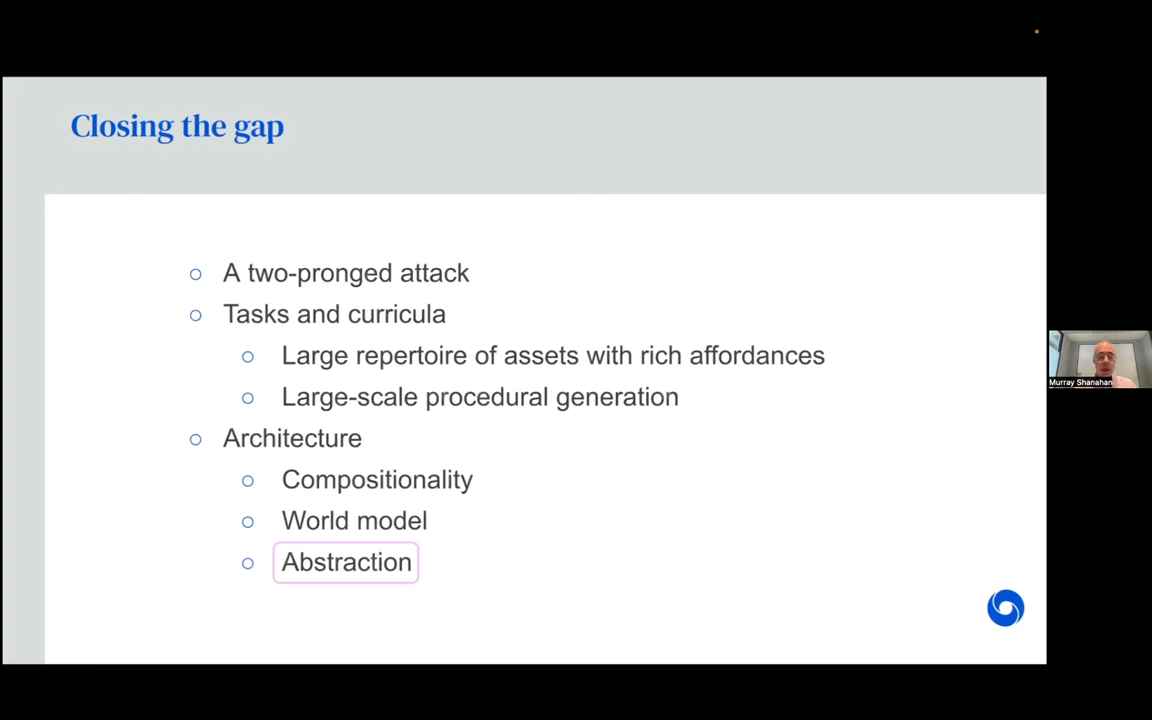 Closing the gap
A two-pronged attack
Tasks and curricula
Large repertoire of assets with rich affordances
Large-scale procedural generation
Architecture
Compositionality
World model
Abstraction
Murray Shanahan